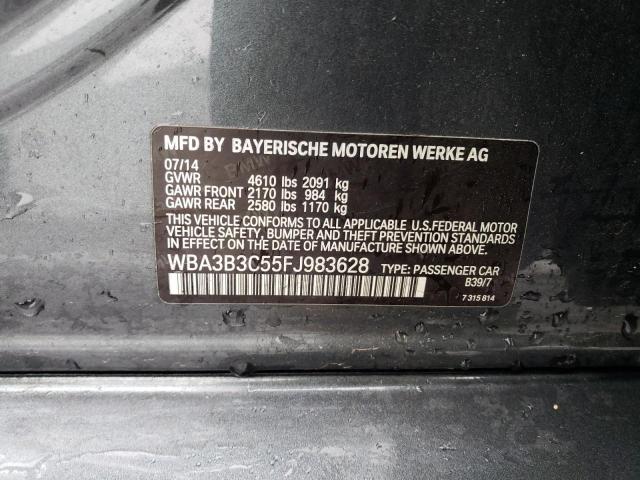 MFD BY BAYERISCHE MOTOREN WERKE AG
07/14
GVWR 4610 lbs 2091 kg
GAWR FRONT 2170 lbs 984 kg
GAWR REAR 2580 lbs 1170 kg
THIS VEHICLE CONFORMS TO ALL APPLICABLE U.S.FEDERAL MOTOR
VEHICLE SAFETY, BUMPER AND THEFT PREVENTION STANDARDS
IN EFFECT ON THE DATE OF MANUFACTURE SHOWN ABOVE.
WBA3B3C55FJ983628 TYPE: PASSENGER CAR
B39/7
7 315 814